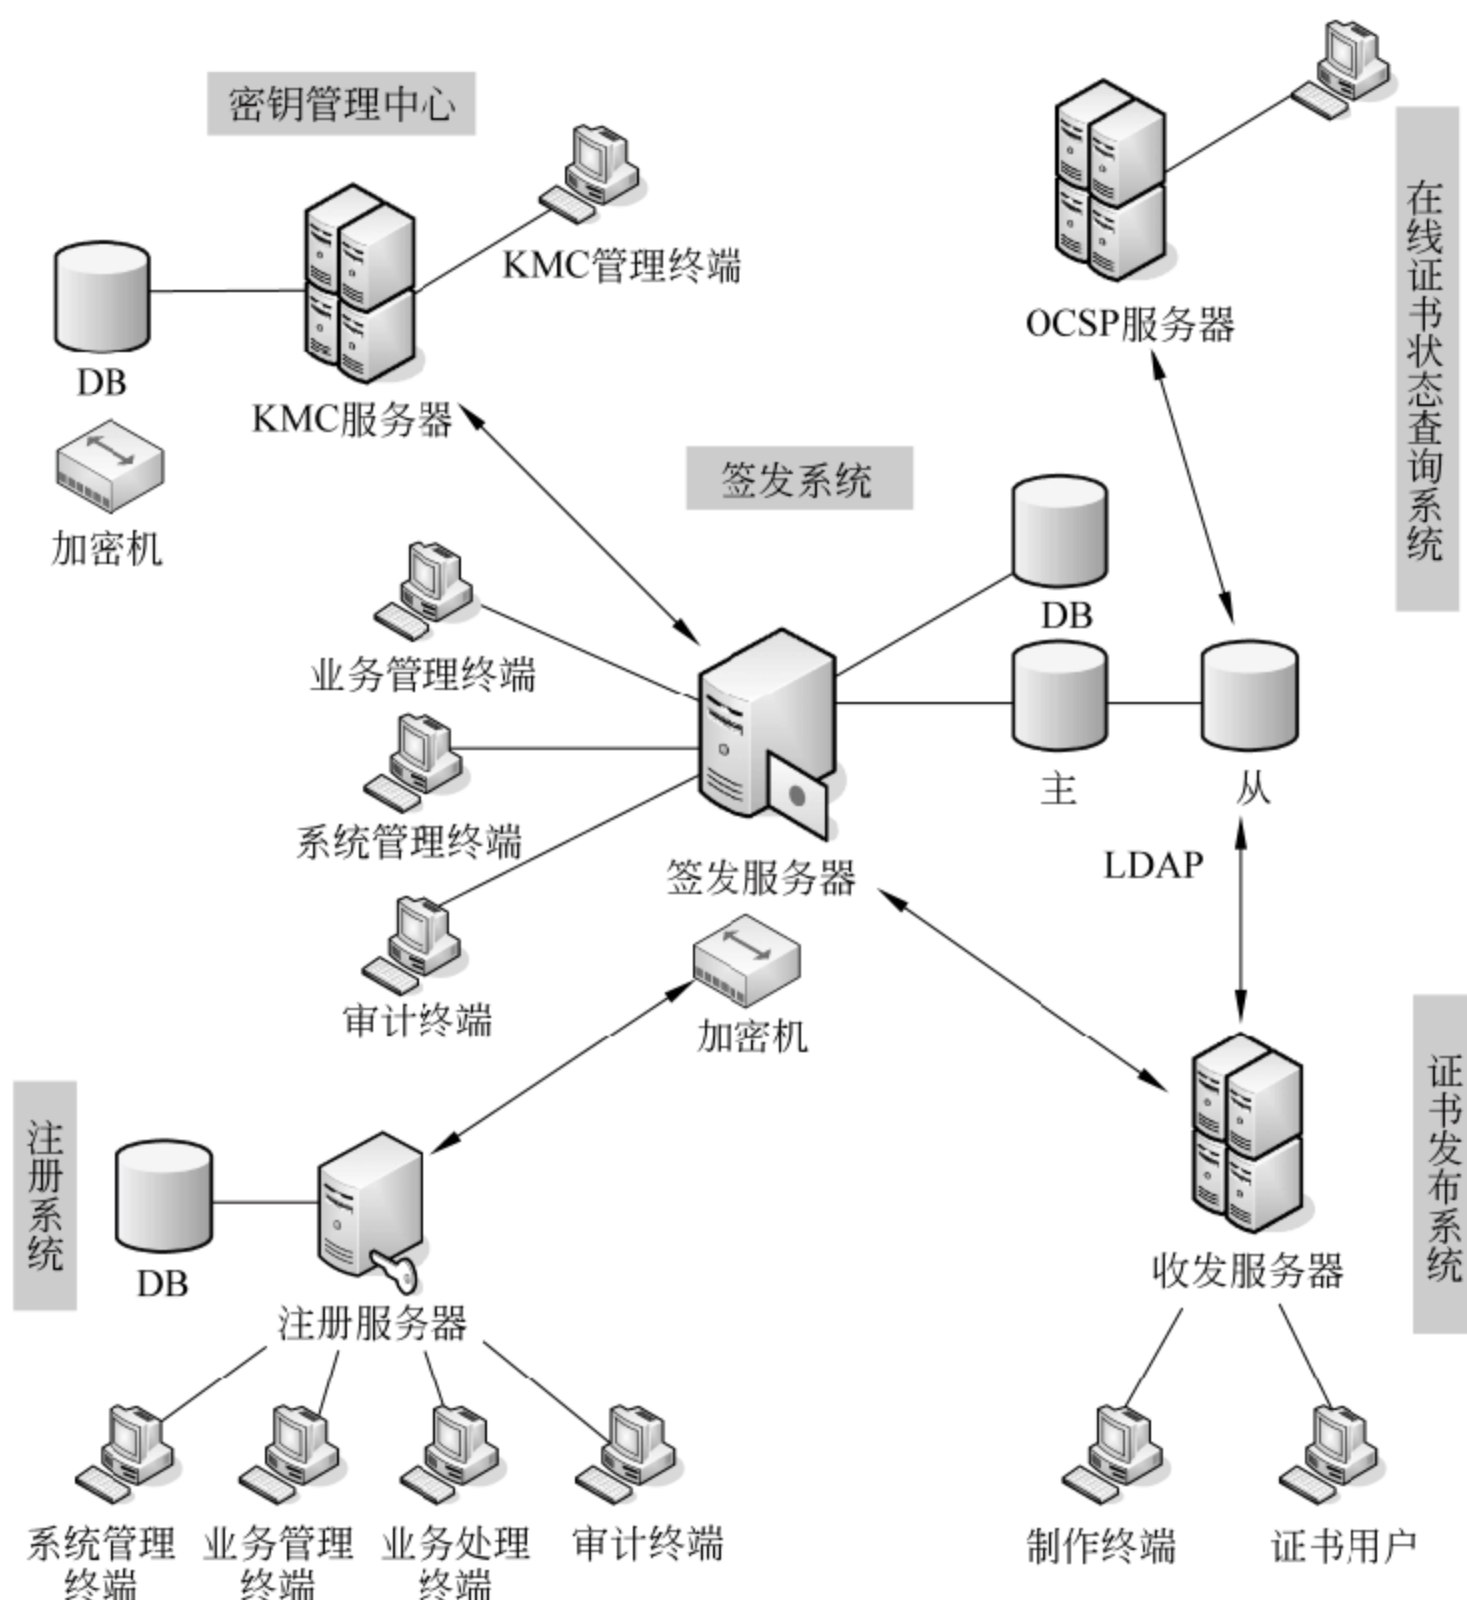 密钥管理中心
KMC管理终端
DB
KMC服务器
加密机
OCSP服务器
在线证书状态查询系统
签发系统
DB
业务管理终端
系统管理终端
审计终端
签发服务器
加密机
主
从
LDAP
注册系统
DB
注册服务器
系统管理
终端
业务管理
终端
业务处理
终端
审计终端
证书发布系统
收发服务器
制作终端
证书用户